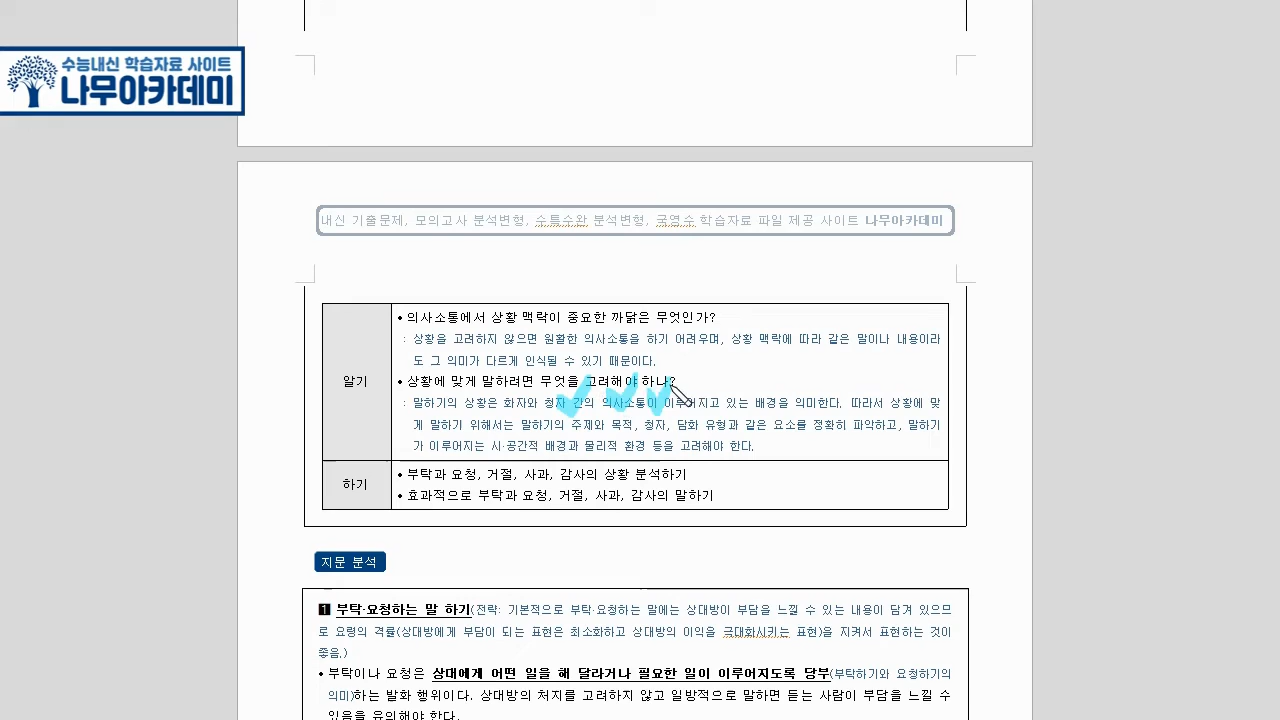 수능내신 학습자료 사이트
나무아카데미
내신 기출문제, 모의고사 분석변형, 수특수완 분석변형, 국영수 학습자료 파일 제공 사이트 나무아카데미
알기
• 의사소통에서 상황 맥락이 중요한 까닭은 무엇인가?
: 상황을 고려하지 않으면 원활한 의사소통을 하기 어려우며, 상황 맥락에 따라 같은 말이나 내용이라
도 그 의미가 다르게 인식될 수 있기 때문이다.
• 상황에 맞게 말하려면 무엇을 고려해야 하나?
: 말하기의 상황은 화자와 청자 간의 의사소통이 이루어지고 있는 배경을 의미한다. 따라서 상황에 맞
게 말하기 위해서는 말하기의 주제와 목적, 청자, 담화 유형과 같은 요소를 정확히 파악하고, 말하기
가 이루어지는 시·공간적 배경과 물리적 환경 등을 고려해야 한다.
하기
• 부탁과 요청, 거절, 사과, 감사의 상황 분석하기
• 효과적으로 부탁과 요청, 거절, 사과, 감사의 말하기
지문 분석
1 부탁·요청하는 말 하기(전략: 기본적으로 부탁·요청하는 말에는 상대방이 부담을 느낄 수 있는 내용이 담겨 있으므
로 요령의 격률(상대방에게 부담이 되는 표현은 최소화하고 상대방의 이익을 극대화시키는 표현)을 지켜서 표현하는 것이
좋음.)
• 부탁이나 요청은 상대에게 어떤 일을 해 달라거나 필요한 일이 이루어지도록 당부(부탁하기와 요청하기의
의미)하는 발화 행위이다. 상대방의 처지를 고려하지 않고 일방적으로 말하면 듣는 사람이 부담을 느낄 수
있음을 유의해야 한다.